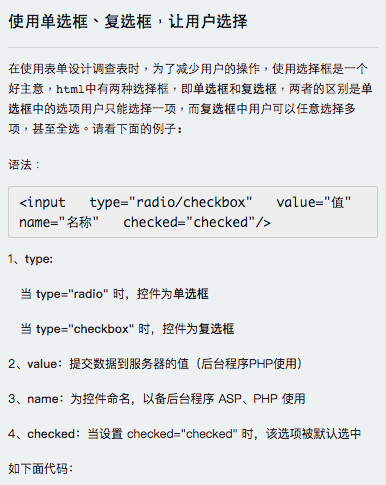 使用单选框、复选框，让用户选择
在使用表单设计调查表时，为了减少用户的操作，使用选择框是一个
好主意，html中有两种选择框，即单选框和复选框，两者的区别是单
选框中的选项用户只能选择一项，而复选框中用户可以任意选择多
项，甚至全选。请看下面的例子：
语法：
<input   type="radio/checkbox"   value="值"
name="名称"   checked="checked"/>
1、type:
当 type="radio" 时，控件为单选框
当 type="checkbox" 时，控件为复选框
2、value：提交数据到服务器的值（后台程序PHP使用）
3、name：为控件命名，以备后台程序 ASP、PHP 使用
4、checked：当设置 checked="checked" 时，该选项被默认选中
如下面代码：